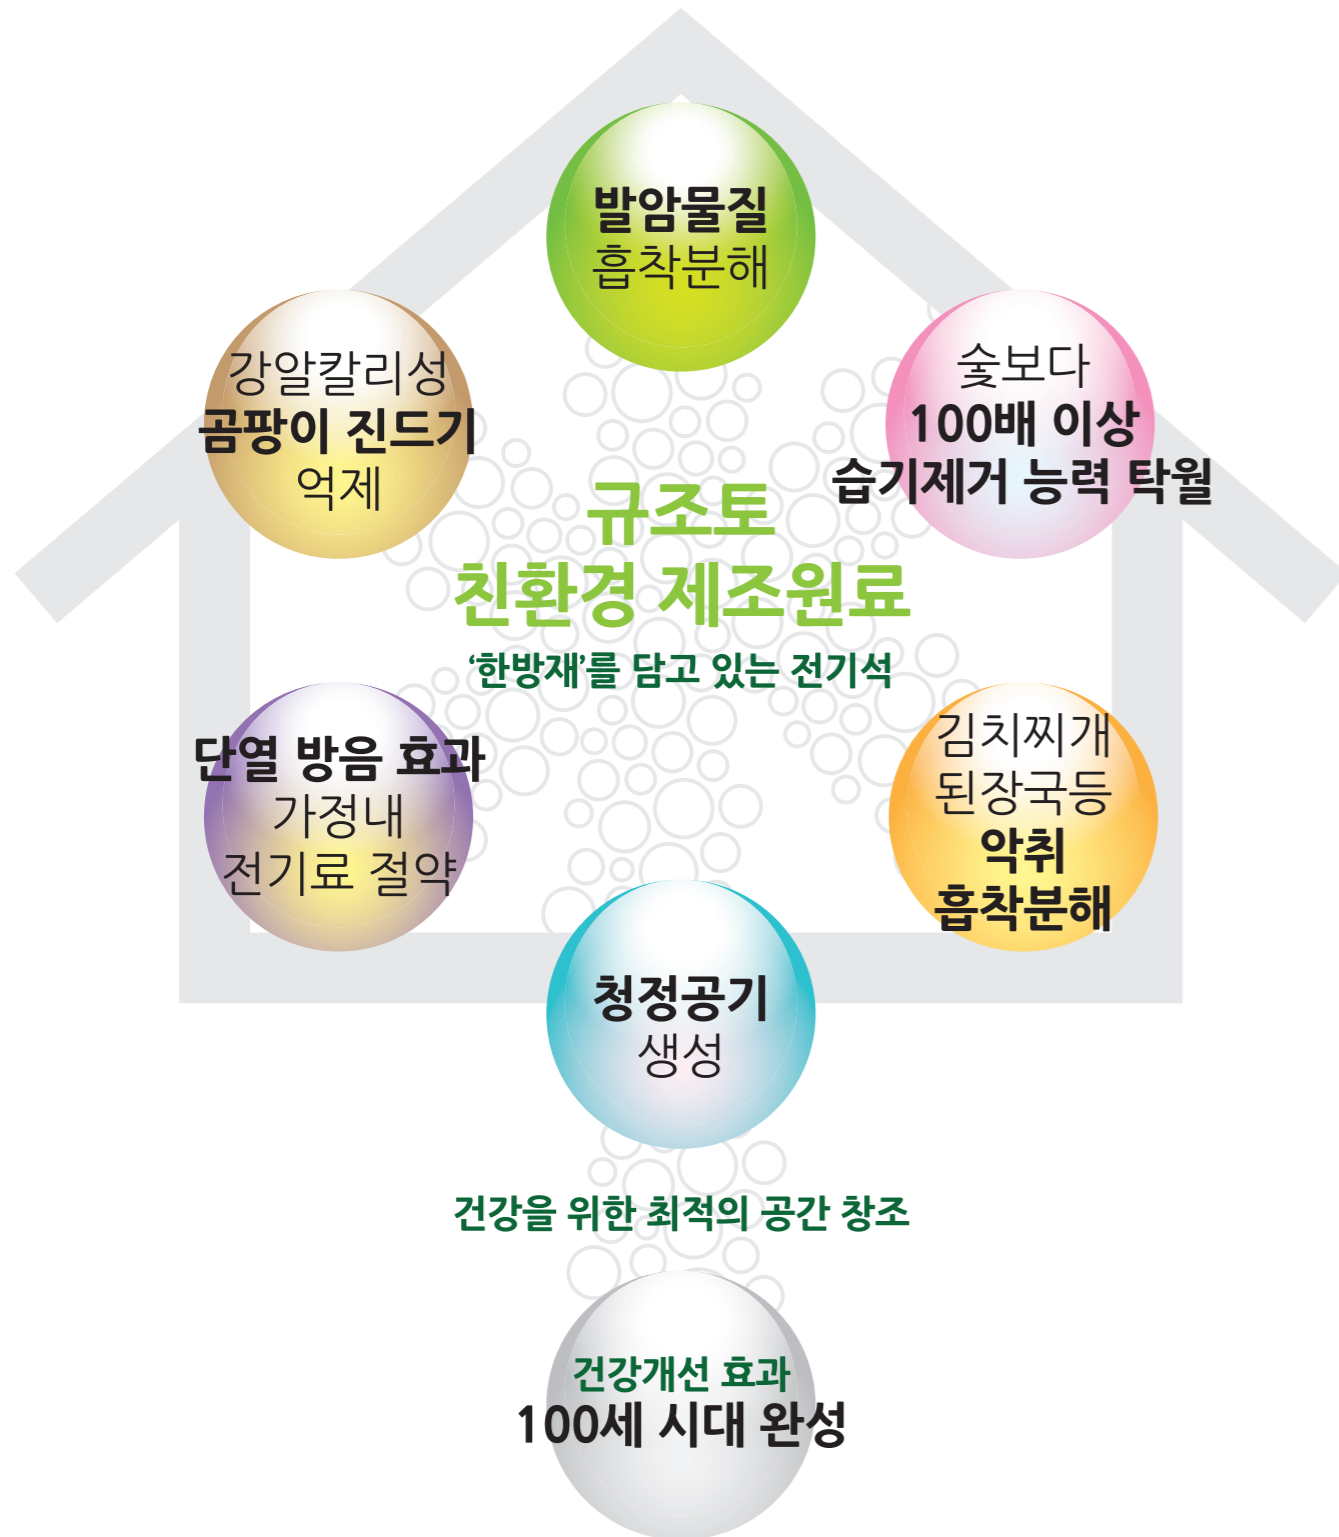 발암물질
흡착분해
강알칼리성
곰팡이 진드기
억제
숯보다
100배 이상
습기제거 능력 탁월
규조토
친환경 제조원료
‘한방재’를 담고 있는 전기석
단열 방음 효과
가정내
전기료 절약
김치찌개
된장국등
악취
흡착분해
청정공기
생성
건강을 위한 최적의 공간 창조
건강개선 효과
100세 시대 완성